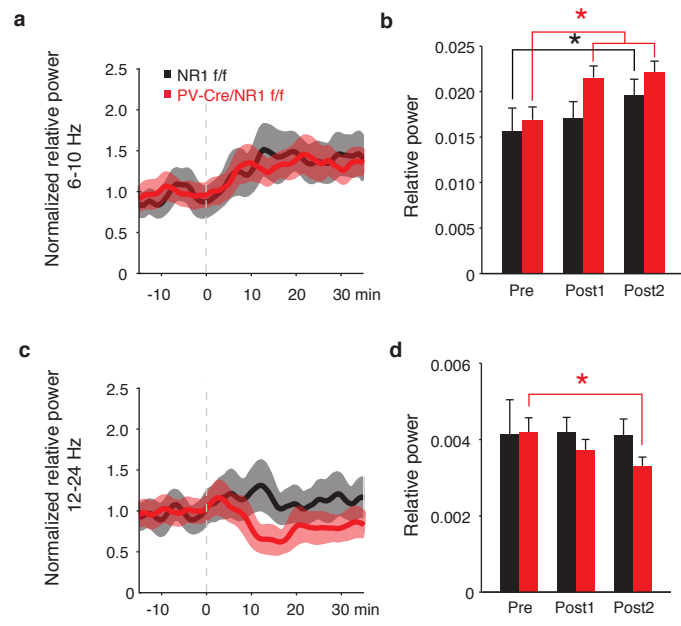 a
NR1 f/f
PV-Cre/NR1 f/f
Normalized relative power
6-10 Hz
2.5
2.0
1.5
1.0
0.5
0
-10 0 10 20 30 min
b
* *
Relative power
0.025
0.020
0.015
0.010
0.005
0.000
Pre Post1 Post2
c
Normalized relative power
12-24 Hz
2.5
2.0
1.5
1.0
0.5
0
-10 0 10 20 30 min
d
*
Relative power
0.006
0.004
0.002
0.000
Pre Post1 Post2